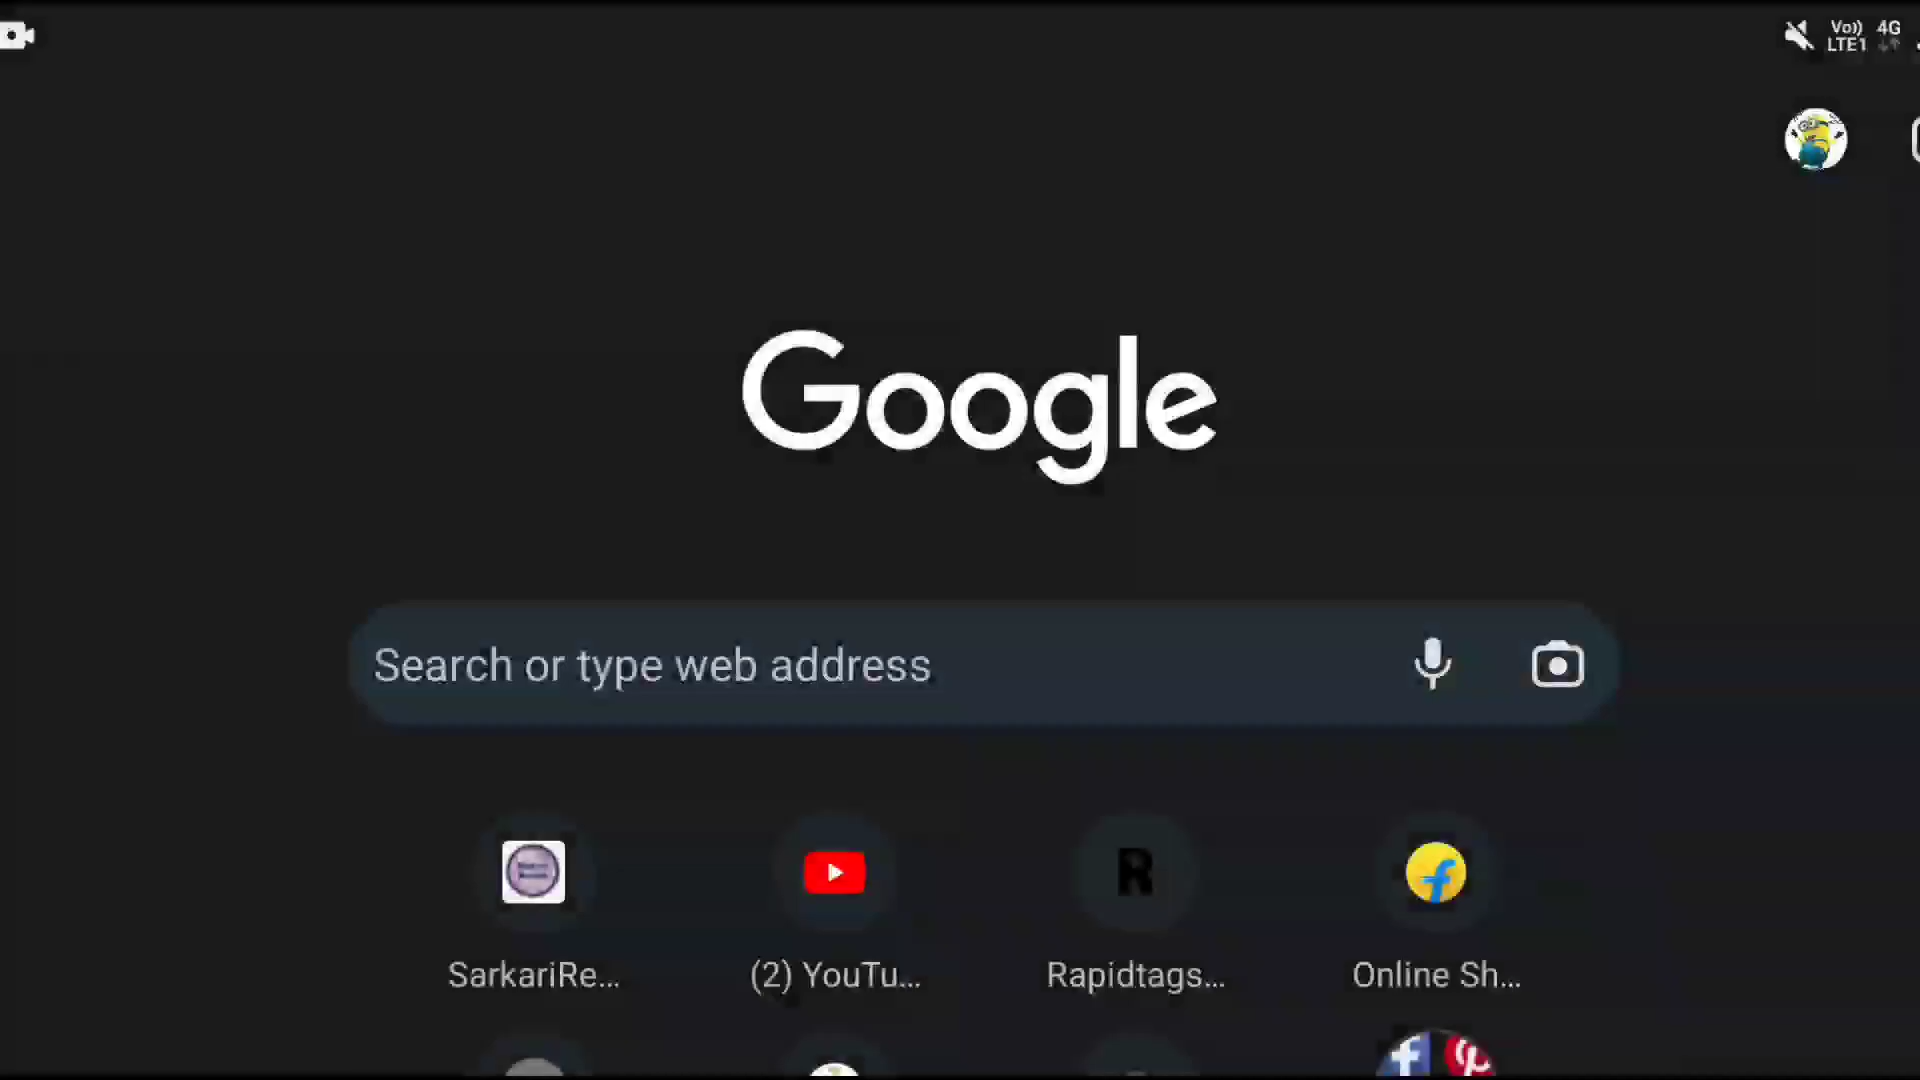 Vo)) 4G
LTE1
Google
Search or type web address
SarkariRe...
(2) YouTu...
R
Rapidtags...
Online Sh...